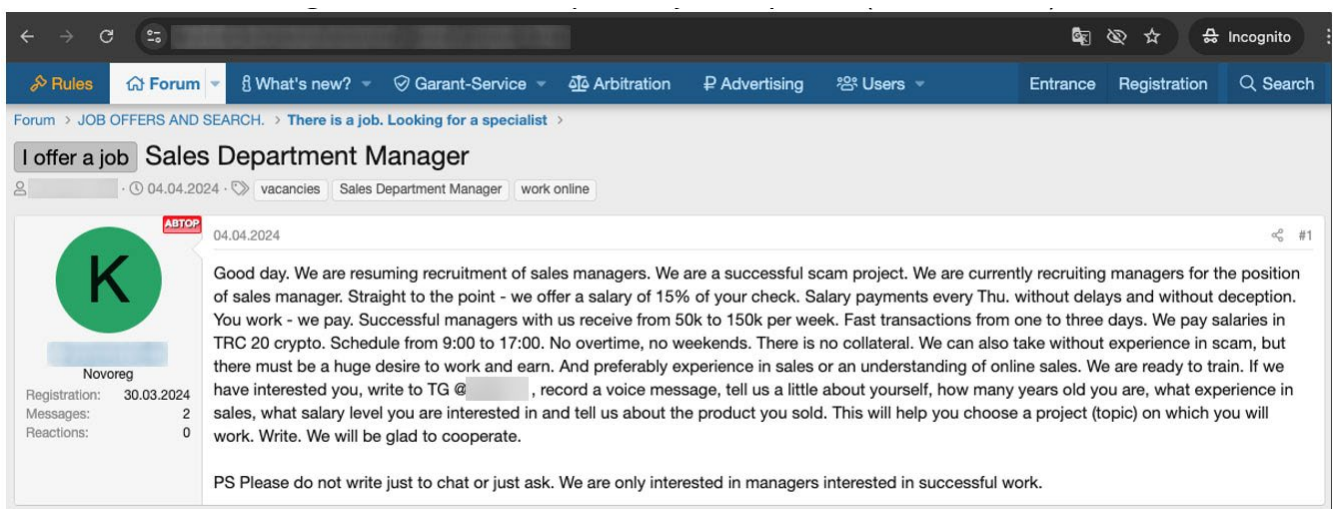 Incognito
Rules Forum What's new? Garant-Service Arbitration Advertising Users Entrance Registration Search
Forum > JOB OFFERS AND SEARCH. > There is a job. Looking for a specialist >
I offer a job Sales Department Manager
04.04.2024 · vacancies Sales Department Manager work online
АВТОР
04.04.2024 #1
K
Good day. We are resuming recruitment of sales managers. We are a successful scam project. We are currently recruiting managers for the position
of sales manager. Straight to the point - we offer a salary of 15% of your check. Salary payments every Thu. without delays and without deception.
You work - we pay. Successful managers with us receive from 50k to 150k per week. Fast transactions from one to three days. We pay salaries in
TRC 20 crypto. Schedule from 9:00 to 17:00. No overtime, no weekends. There is no collateral. We can also take without experience in scam, but
there must be a huge desire to work and earn. And preferably experience in sales or an understanding of online sales. We are ready to train. If we
have interested you, write to TG @ , record a voice message, tell us a little about yourself, how many years old you are, what experience in
sales, what salary level you are interested in and tell us about the product you sold. This will help you choose a project (topic) on which you will
work. Write. We will be glad to cooperate.
PS Please do not write just to chat or just ask. We are only interested in managers interested in successful work.
Novoreg
Registration: 30.03.2024
Messages: 2
Reactions: 0